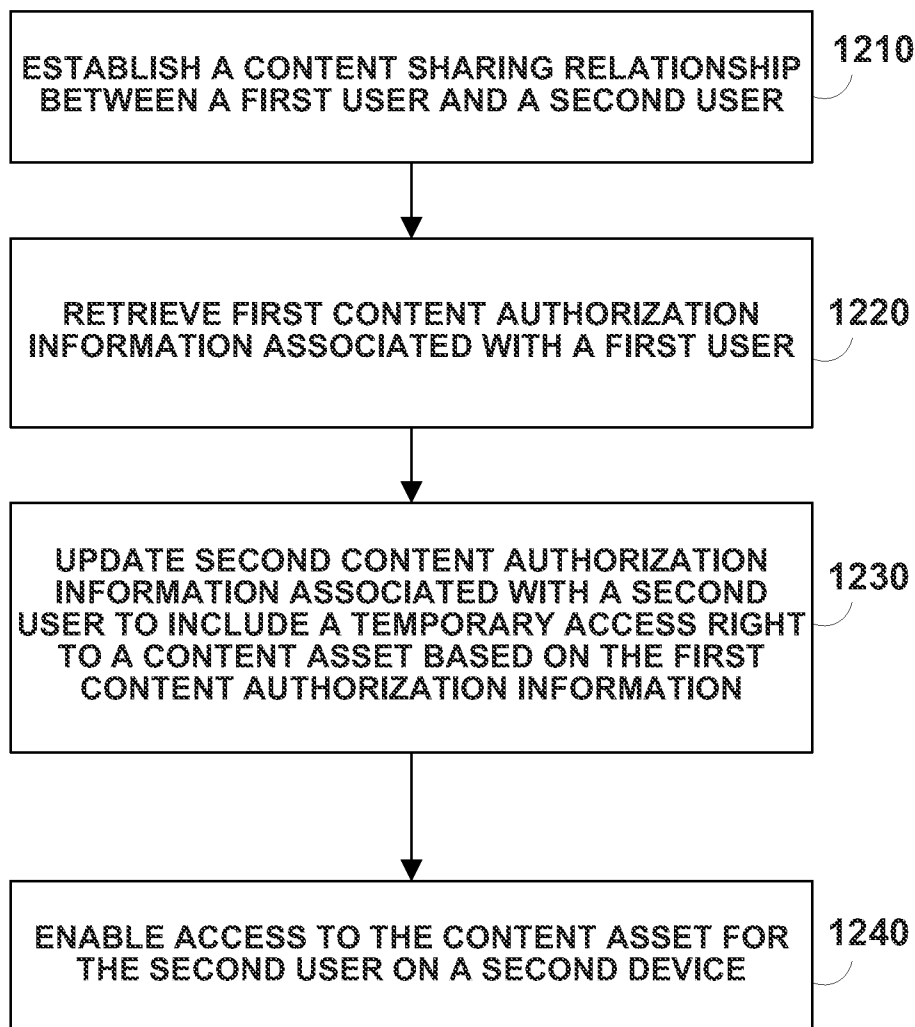 ESTABLISH A CONTENT SHARING RELATIONSHIP
BETWEEN A FIRST USER AND A SECOND USER
1210
RETRIEVE FIRST CONTENT AUTHORIZATION
INFORMATION ASSOCIATED WITH A FIRST USER
1220
UPDATE SECOND CONTENT AUTHORIZATION
INFORMATION ASSOCIATED WITH A SECOND
USER TO INCLUDE A TEMPORARY ACCESS RIGHT
TO A CONTENT ASSET BASED ON THE FIRST
CONTENT AUTHORIZATION INFORMATION
1230
ENABLE ACCESS TO THE CONTENT ASSET FOR
THE SECOND USER ON A SECOND DEVICE
1240